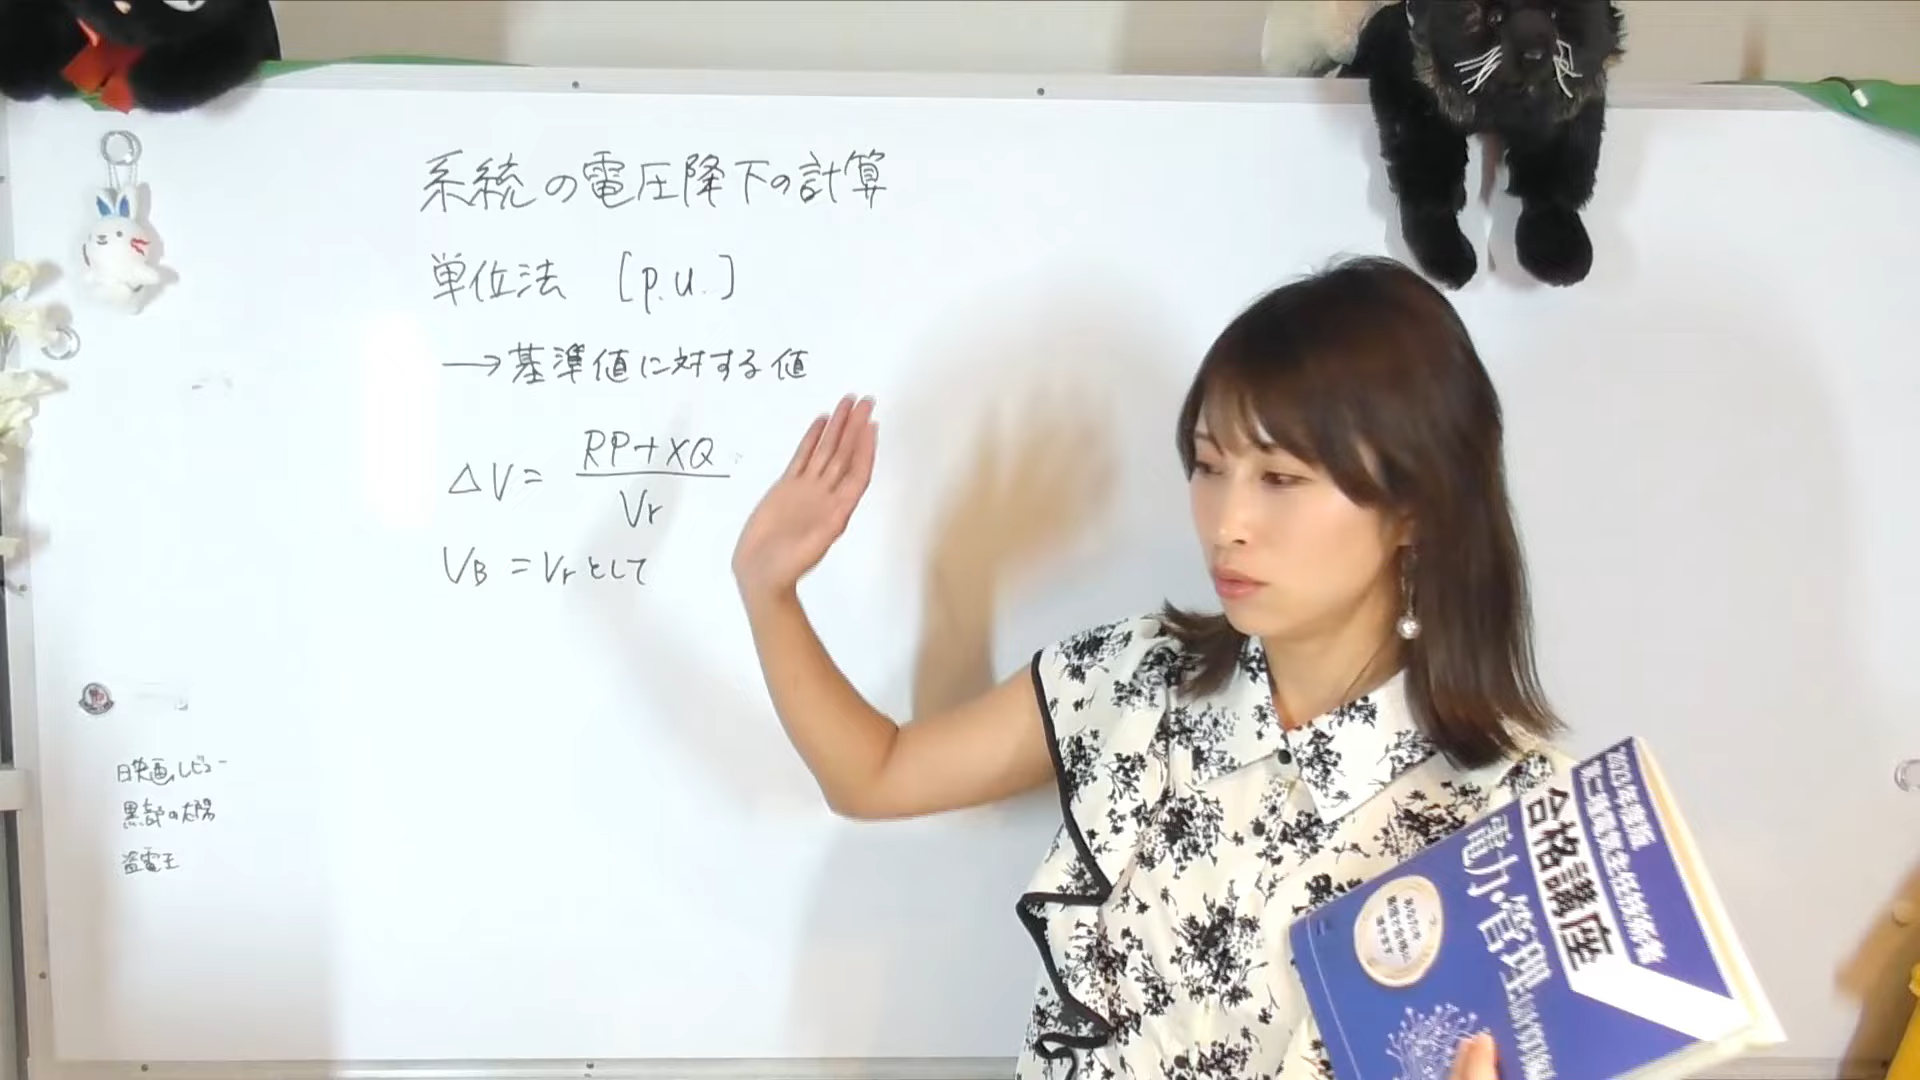 系統の電圧降下の計算
単位法 [p.u.]
→基準値に対する値
ΔV= RP+XQ
Vr
VB = Vrとして
日映画レビュー
黒部の太陽
盗電王
合格講座
電力・管理